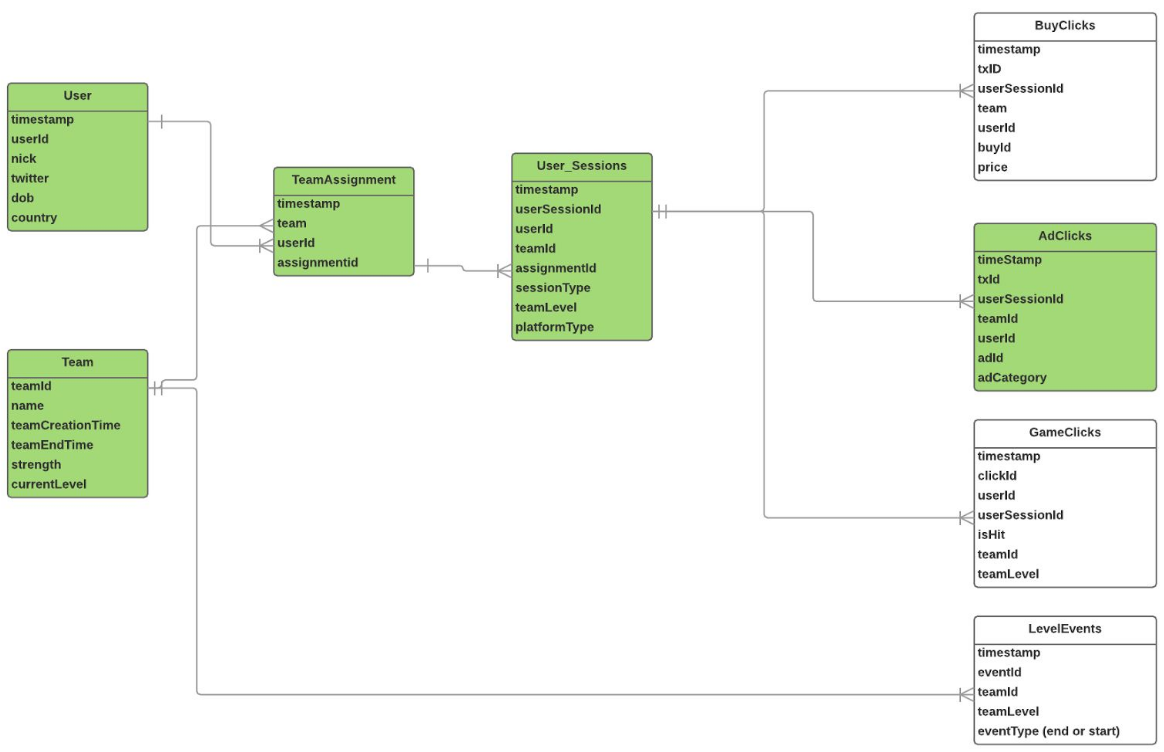 User
timestamp
userId
nick
twitter
dob
country
Team
teamId
name
teamCreationTime
teamEndTime
strength
currentLevel
TeamAssignment
timestamp
team
userId
assignmentid
User_Sessions
timestamp
userSessionId
userId
teamId
assignmentId
sessionType
teamLevel
platformType
BuyClicks
timestamp
txID
userSessionId
team
userId
buyId
price
AdClicks
timeStamp
txId
userSessionId
teamId
userId
adId
adCategory
GameClicks
timestamp
clickId
userId
userSessionId
isHit
teamId
teamLevel
LevelEvents
timestamp
eventId
teamId
teamLevel
eventType (end or start)